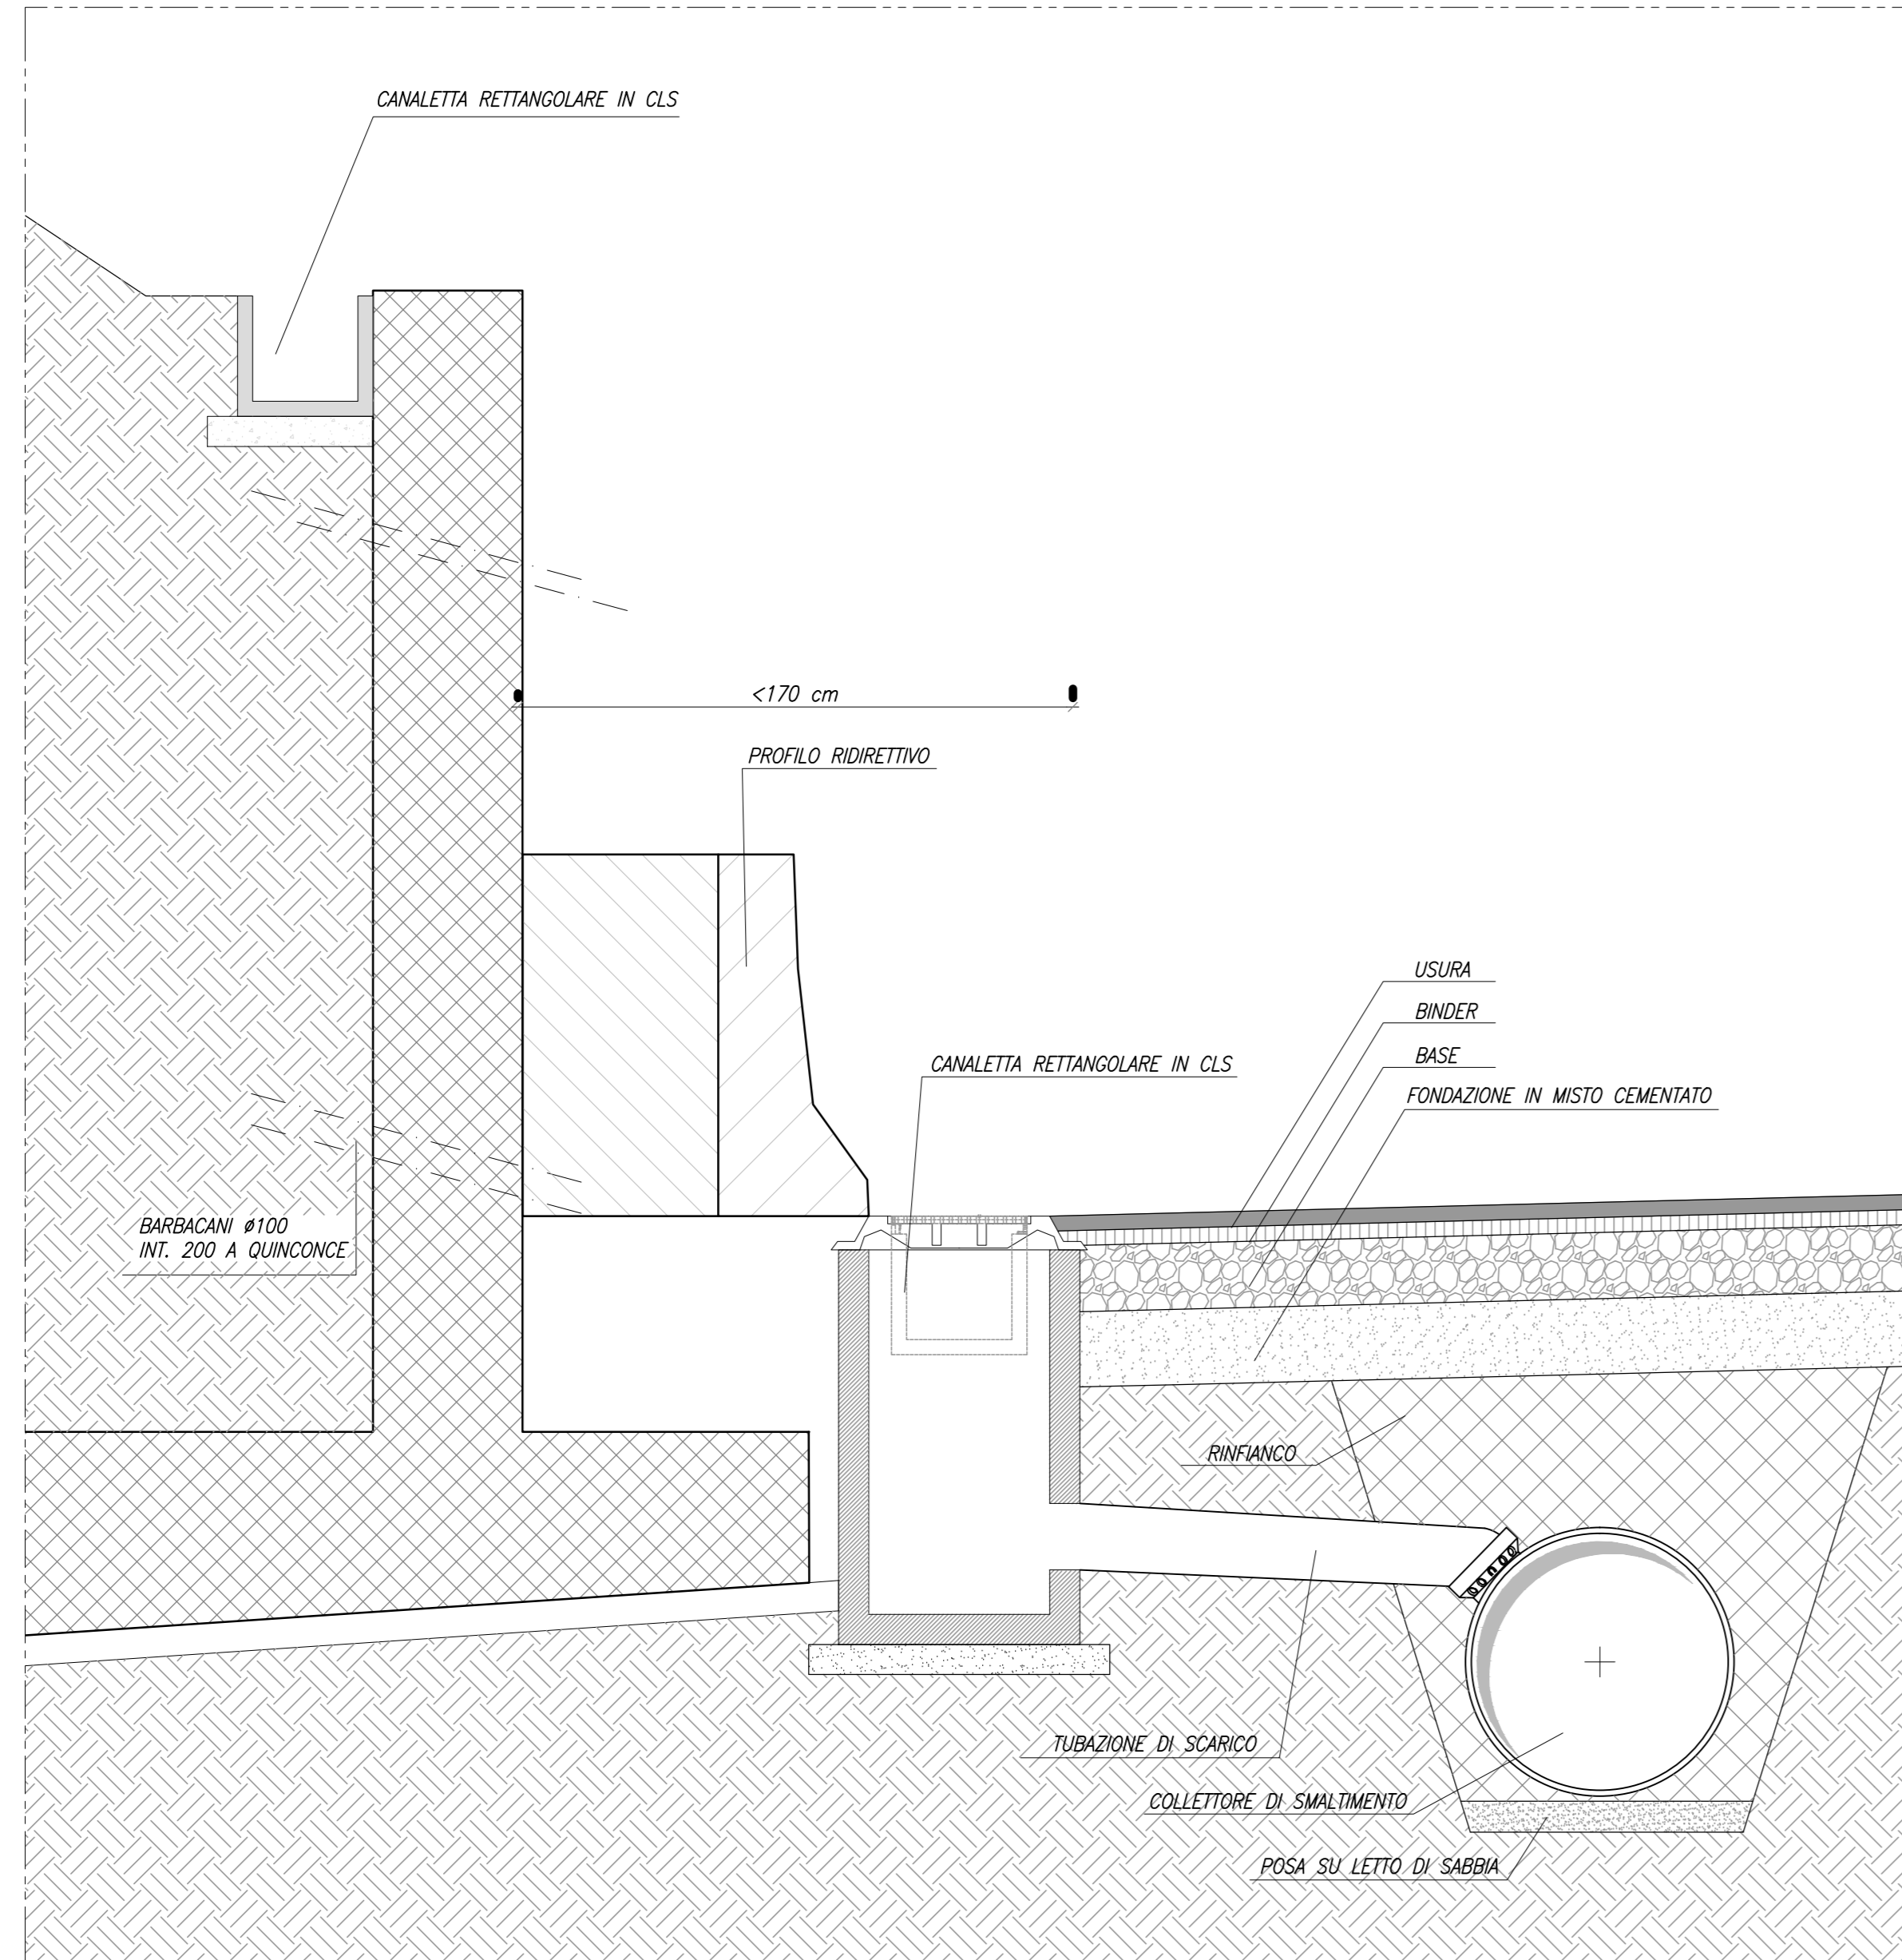 CANALETTA RETTANGOLARE IN CLS
<170 cm
PROFILO RIDIRETTIVO
USURA
BINDER
BASE
CANALETTA RETTANGOLARE IN CLS
FONDAZIONE IN MISTO CEMENTATO
BARBACANI ø100
INT. 200 A QUINCONCE
RINFIANCO
TUBAZIONE DI SCARICO
COLLETTORE DI SMALTIMENTO
POSA SU LETTO DI SABBIA